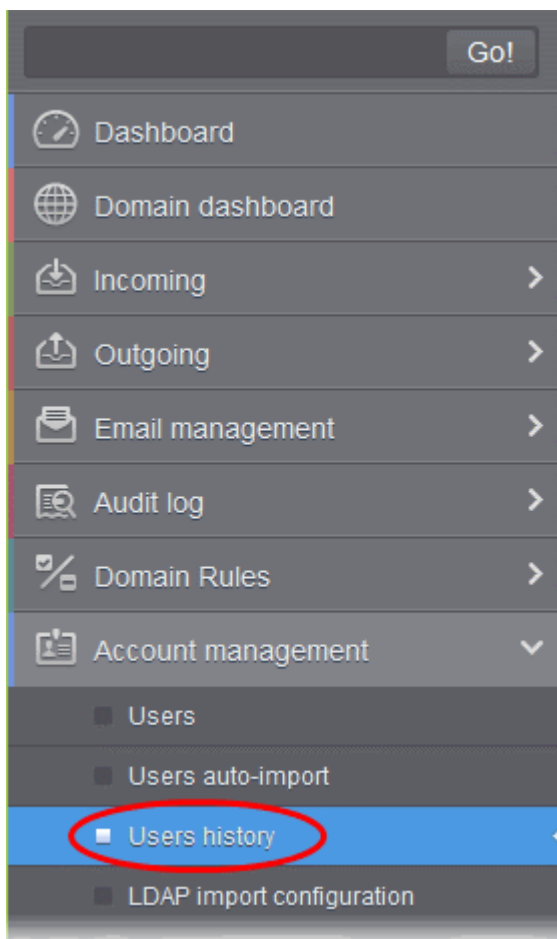 Go!
Dashboard
Domain dashboard
Incoming
Outgoing
Email management
Audit log
Domain Rules
Account management
Users
Users auto-import
Users history
LDAP import configuration